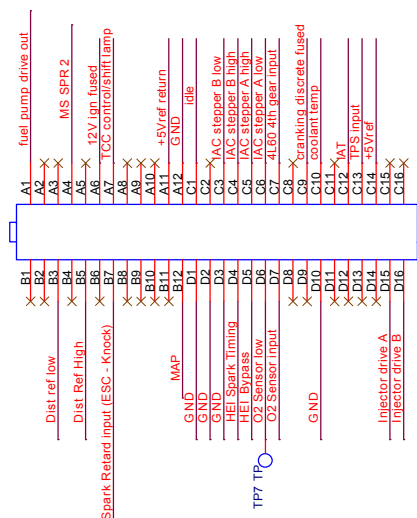 fuel pump drive out
MS SPR 2
12V ign fused
TCC control/shift lamp
+5Vref return
GND
idle
IAC stepper B low
IAC stepper B high
IAC stepper A high
IAC stepper A low
4L60 4th gear input
cranking discrete fused
coolant temp
IAT
TPS input
+5Vref
A1
A2
A3
A4
A5
A6
A7
A8
A9
A10
A11
A12
C1
C2
C3
C4
C5
C6
C7
C8
C9
C10
C11
C12
C13
C14
C15
C16
B1
B2
B3
B4
B5
B6
B7
B8
B9
B10
B11
B12
D1
D2
D3
D4
D5
D6
D7
D8
D9
D10
D11
D12
D13
D14
D15
D16
Dist ref low
Dist Ref High
Spark Retard input (ESC - Knock)
MAP
GND
GND
GND
HEI Spark Timing
HEI Bypass
O2 Sensor low
O2 Sensor input
GND
Injector drive A
Injector drive B
TP7 TP